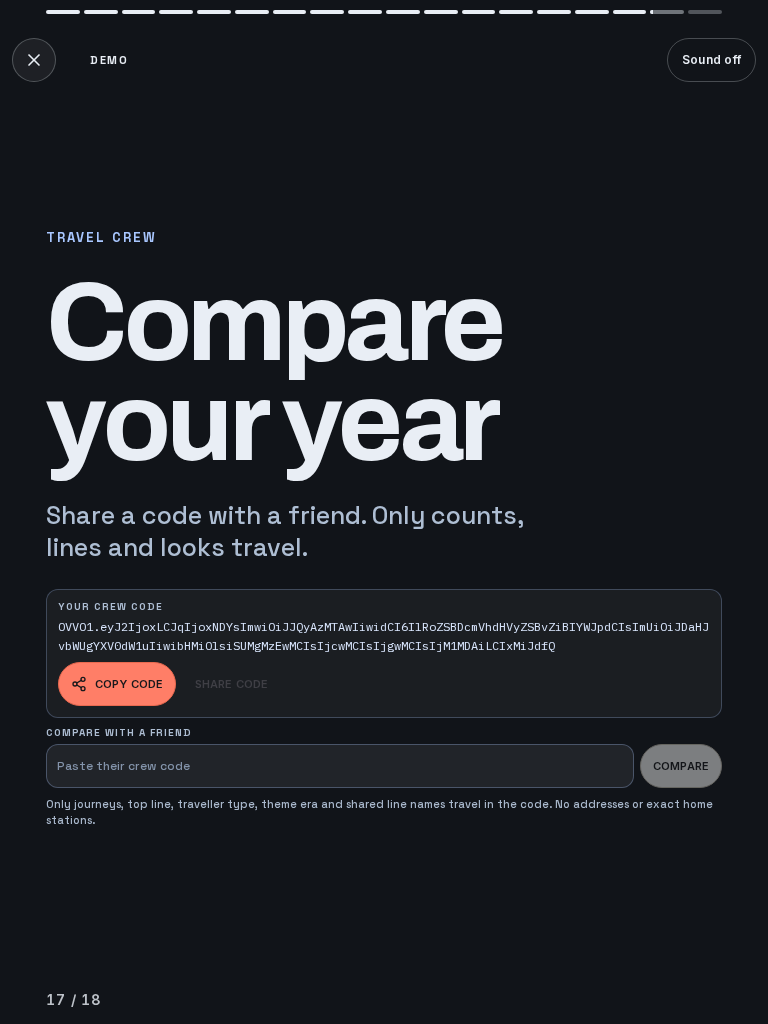 DEMO
Sound off
TRAVEL CREW
Compare
your year
Share a code with a friend. Only counts,
lines and looks travel.
YOUR CREW CODE
OVVO1.eyJ2IjoxLCJqIjoxNDYsImwiOiJJQyAzMTAwIiwidCI6IlRoZSBDcmVhdHVyZSBvZiBIYWJpdCIsImUiOiJDaHJ
vbWUgYXV0dW1uIiwibHMiOlsiSUMgMzEwMCIsIjcwMCIsIjgwMCIsIjM1MDAiLCIxMiJdfQ
COPY CODE
SHARE CODE
COMPARE WITH A FRIEND
Paste their crew code
COMPARE
Only journeys, top line, traveller type, theme era and shared line names travel in the code. No addresses or exact home
stations.
17 / 18